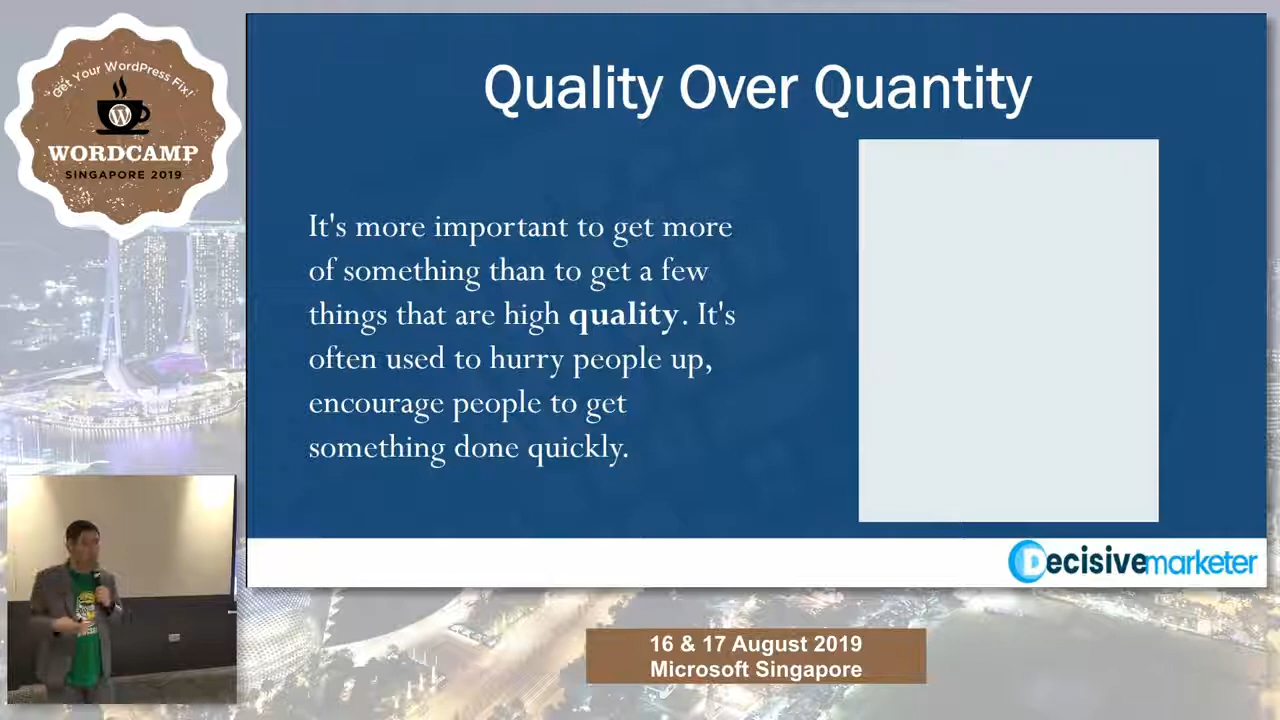 Get Your WordPress Fix!
WORDCAMP
SINGAPORE 2019
Quality Over Quantity
It's more important to get more
of something than to get a few
things that are high quality. It's
often used to hurry people up,
encourage people to get
something done quickly.
Decisivemarketer
16 & 17 August 2019
Microsoft Singapore